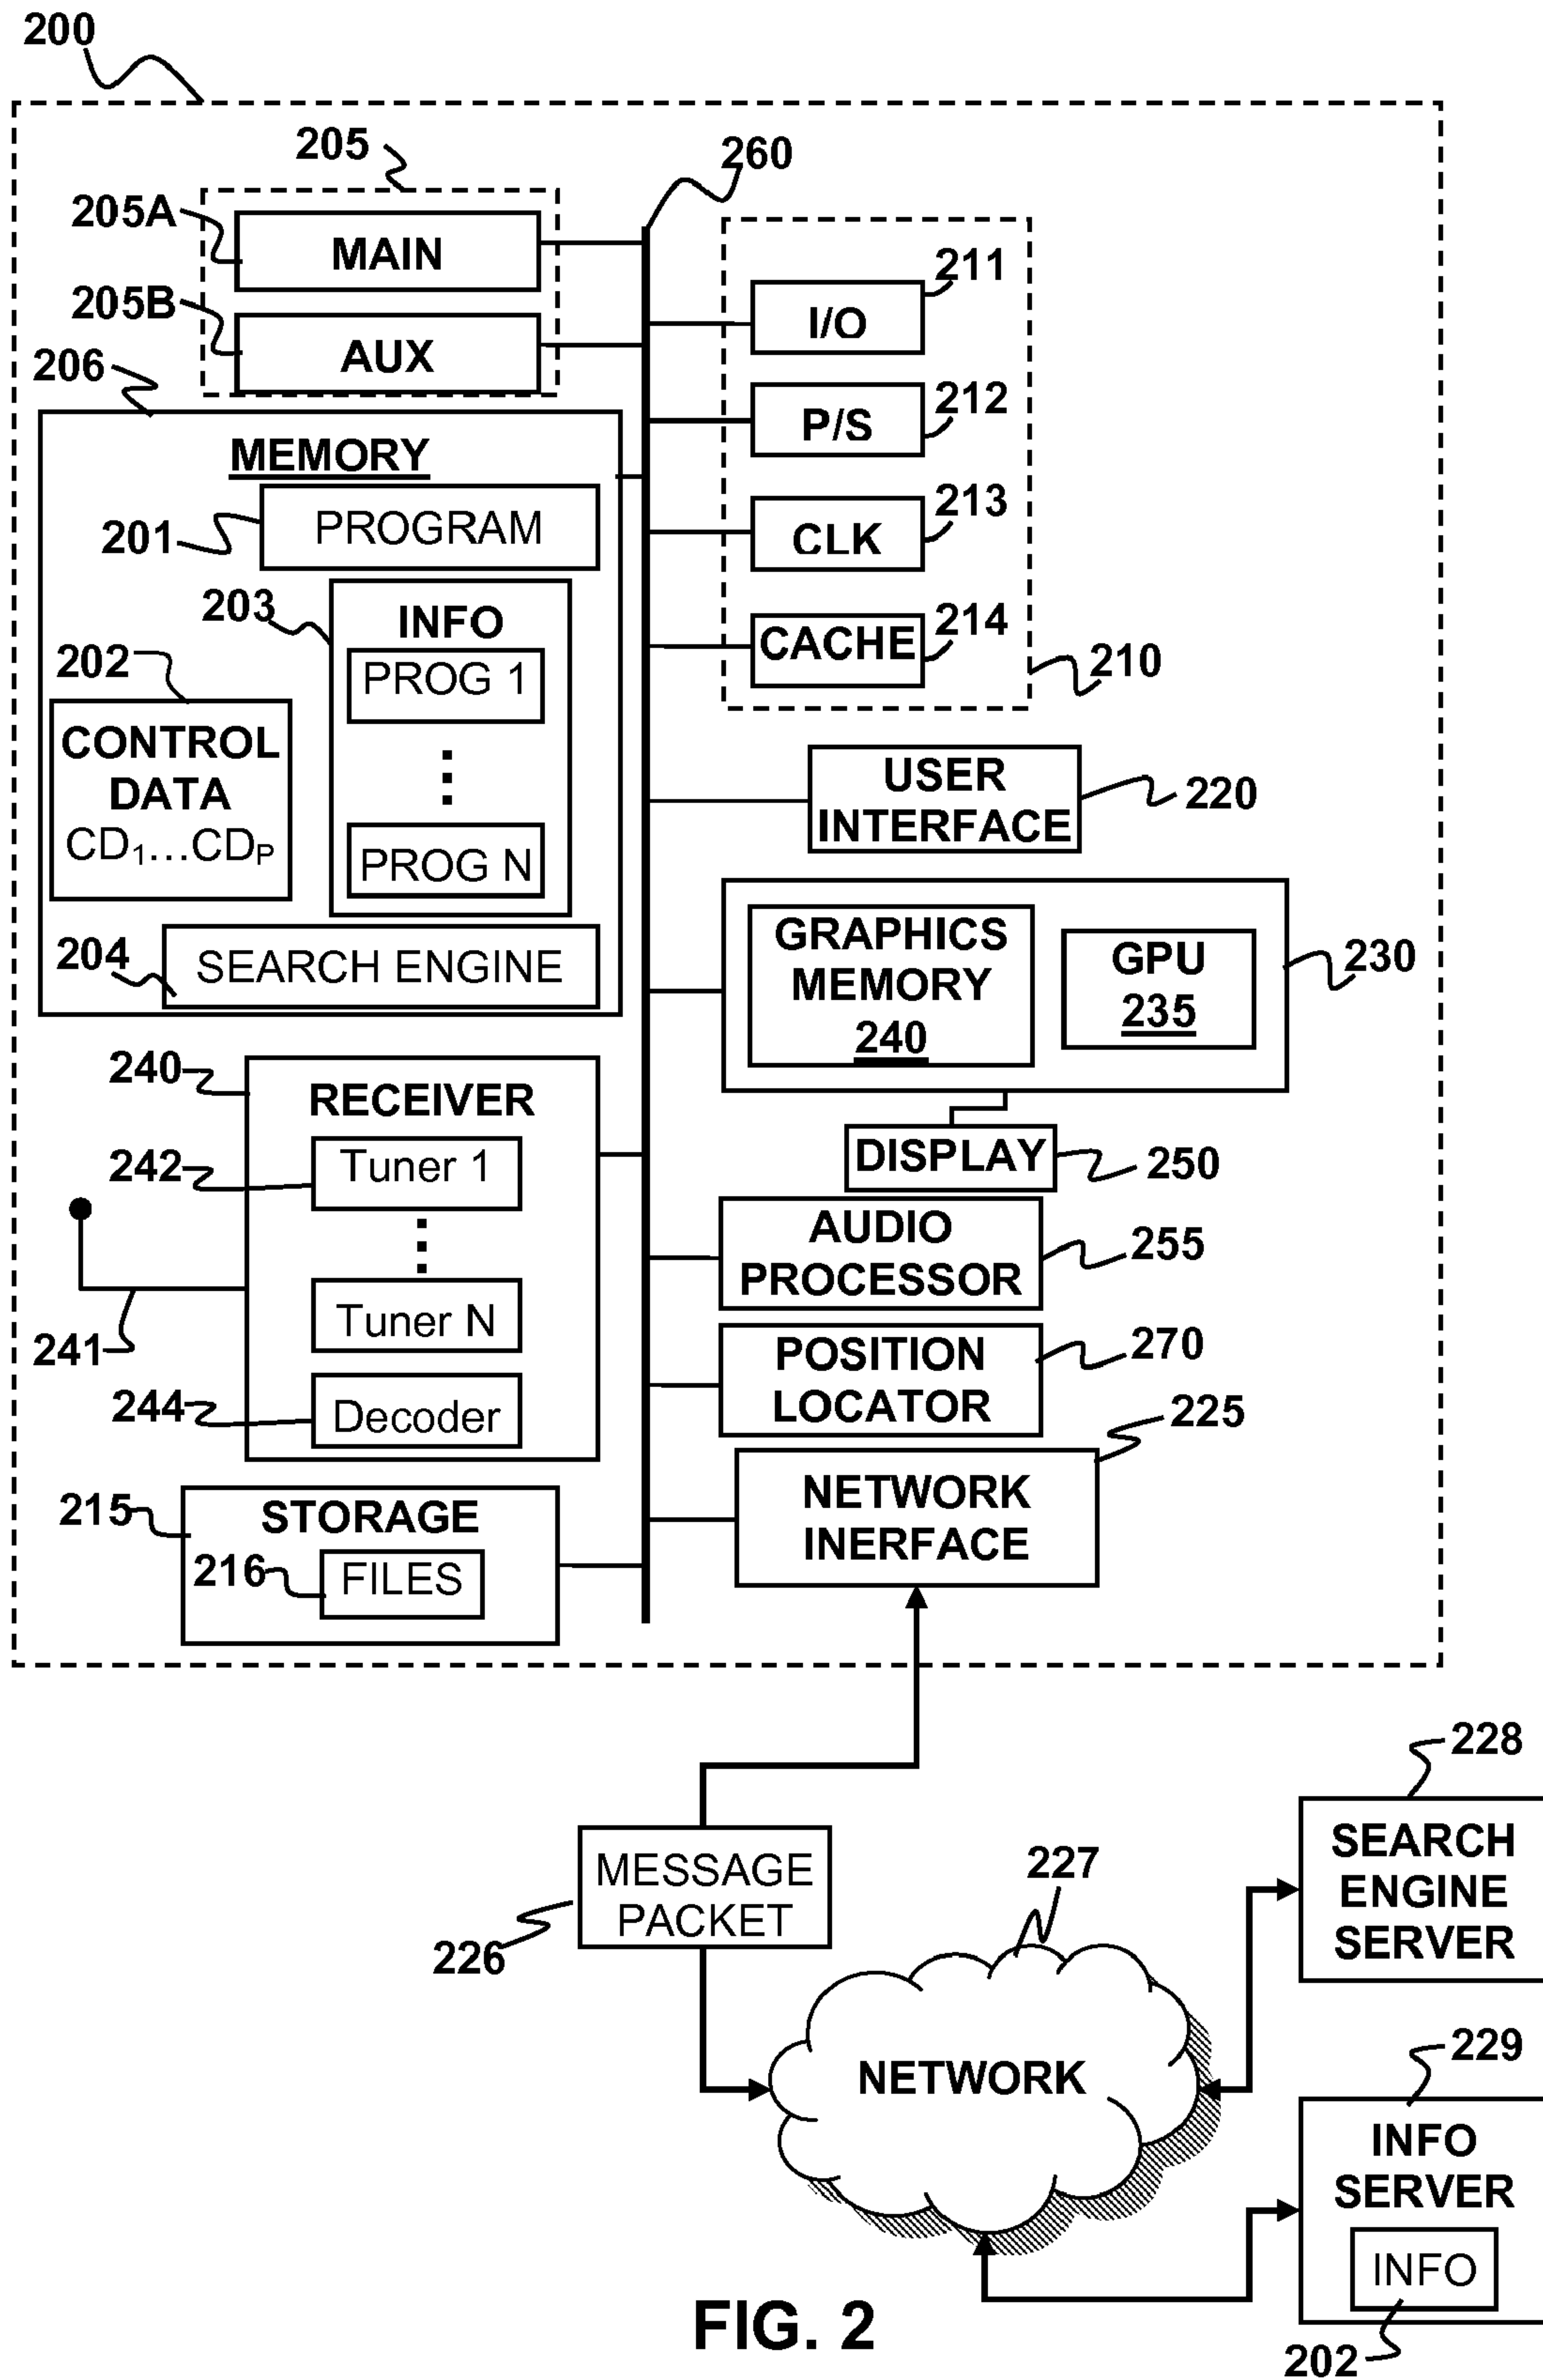 200
205
260
205A
MAIN
211
I/O
205B
AUX
206
212
P/S
MEMORY
201
PROGRAM
213
CLK
203
INFO
214
CACHE
202
PROG 1
210
CONTROL
DATA
CD1...CDP
PROG N
USER
INTERFACE
220
204
SEARCH ENGINE
GRAPHICS
MEMORY
240
GPU
235
230
240
RECEIVER
242
Tuner 1
DISPLAY
250
AUDIO
PROCESSOR
255
241
Tuner N
POSITION
LOCATOR
270
244
Decoder
225
NETWORK
INERFACE
215
STORAGE
216
FILES
228
SEARCH
ENGINE
SERVER
MESSAGE
PACKET
226
227
NETWORK
229
INFO
SERVER
INFO
202
FIG. 2